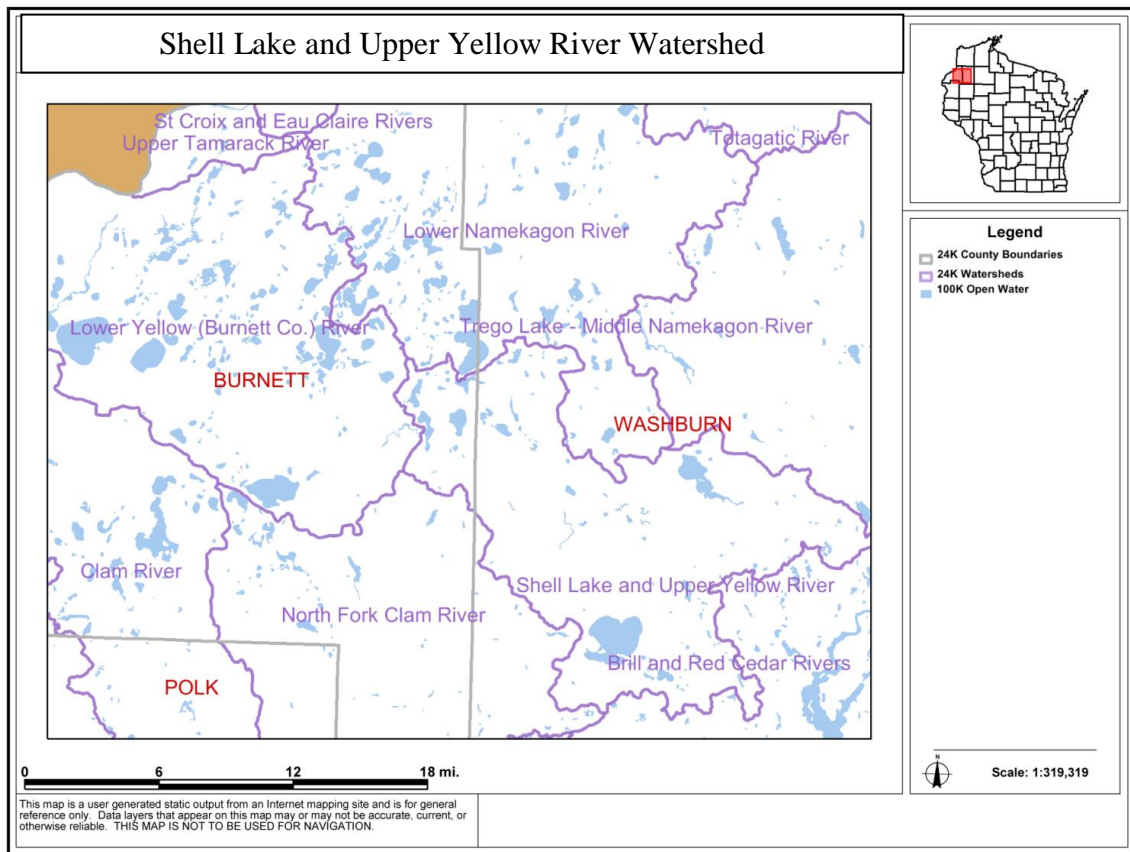 Shell Lake and Upper Yellow River Watershed
St Croix and Eau Claire Rivers
Upper Tamarack River
Totagatic River
Lower Namekagon River
Lower Yellow (Burnett Co.) River
Trego Lake - Middle Namekagon River
BURNETT
WASHBURN
Clam River
Shell Lake and Upper Yellow River
North Fork Clam River
Brill and Red Cedar Rivers
POLK
Legend
24K County Boundaries
24K Watersheds
100K Open Water
N
Scale: 1:319,319
0 6 12 18 mi.
This map is a user generated static output from an Internet mapping site and is for general
reference only. Data layers that appear on this map may or may not be accurate, current, or
otherwise reliable. THIS MAP IS NOT TO BE USED FOR NAVIGATION.